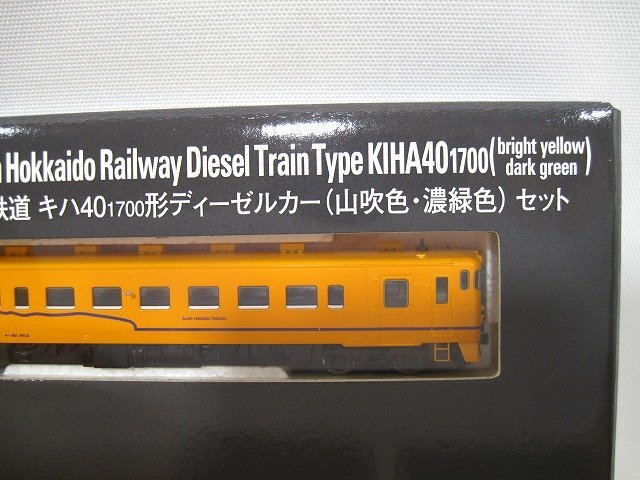 Hokkaido Railway Diesel Train Type KIHA401700(bright yellow dark green)
鉄道 キハ401700形ディーゼルカー(山吹色・濃緑色) セット
South Hokkaido Railway